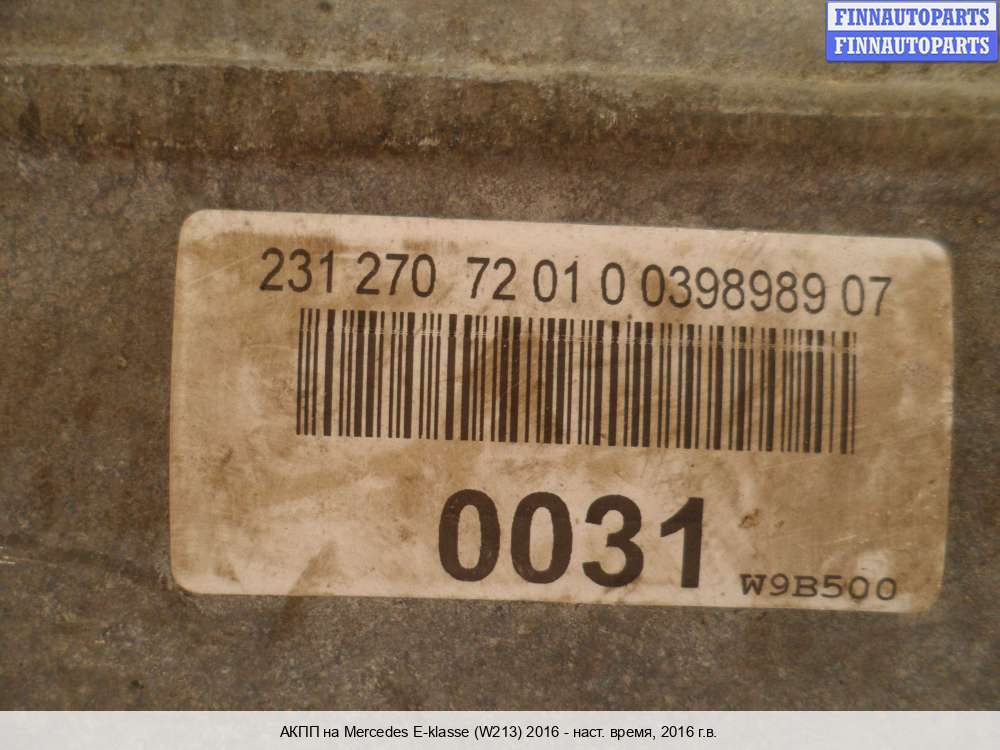 FINNAUTOPARTS
FINNAUTOPARTS
231 270 72 01 0 0398989 07
0031
W9B500
АКПП на Mercedes E-klasse (W213) 2016 - наст. время, 2016 г.в.